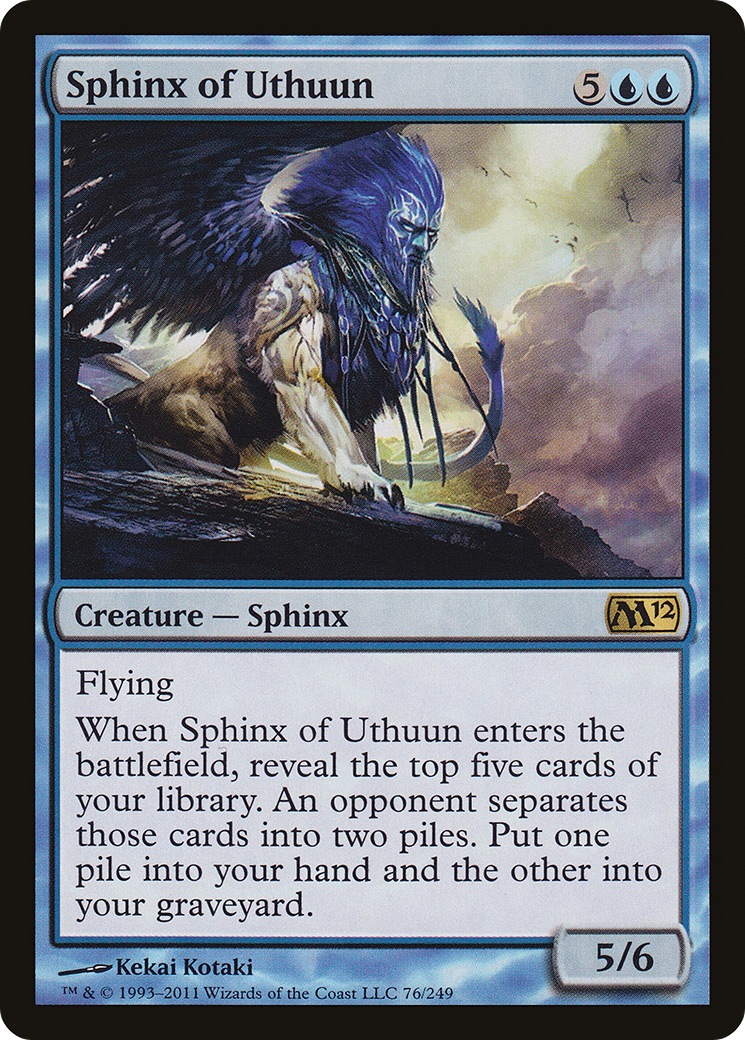 Sphinx of Uthuun 5
Creature — Sphinx M12
Flying
When Sphinx of Uthuun enters the
battlefield, reveal the top five cards of
your library. An opponent separates
those cards into two piles. Put one
pile into your hand and the other into
your graveyard.
5/6
Kekai Kotaki
™ & © 1993–2011 Wizards of the Coast LLC 76/249